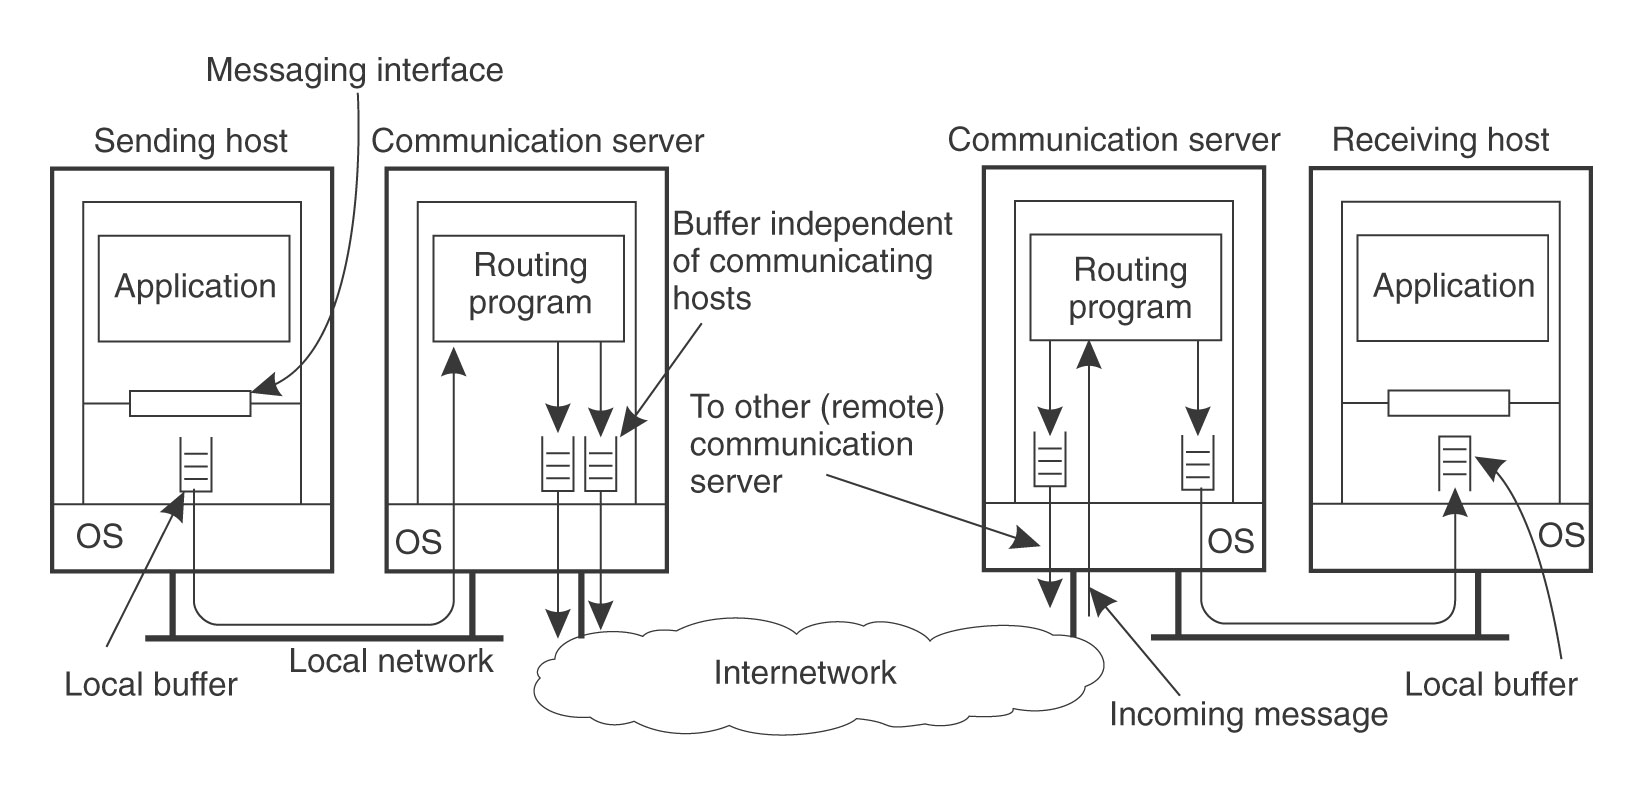 Messaging interface
Sending host
Communication server
Communication server
Receiving host
Buffer independent
of communicating
hosts
Application
Routing
program
Routing
program
Application
To other (remote)
communication
server
OS
OS
OS
OS
Local buffer
Local network
Internetwork
Incoming message
Local buffer